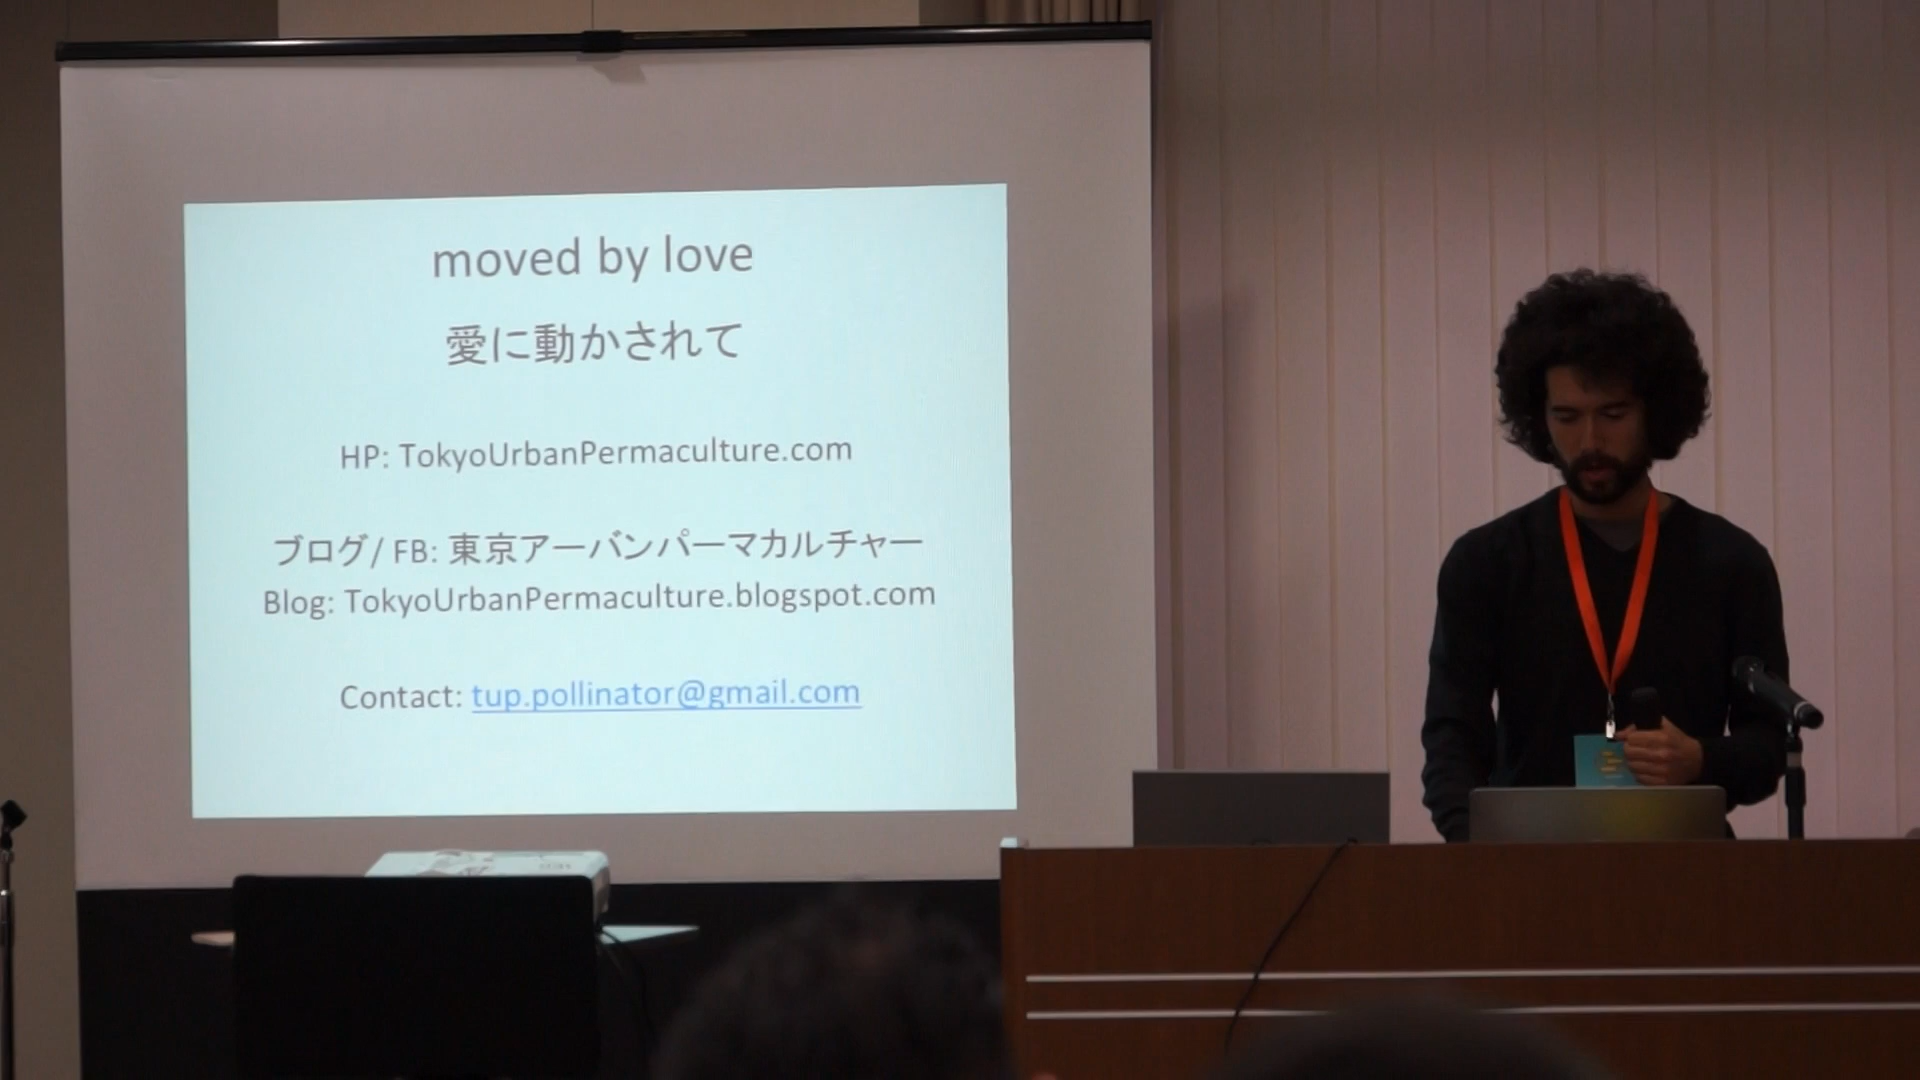 moved by love
愛に動かされて
HP: TokyoUrbanPermaculture.com
ブログ/ FB: 東京アーバンパーマカルチャー
Blog: TokyoUrbanPermaculture.blogspot.com
Contact: tup.pollinator@gmail.com